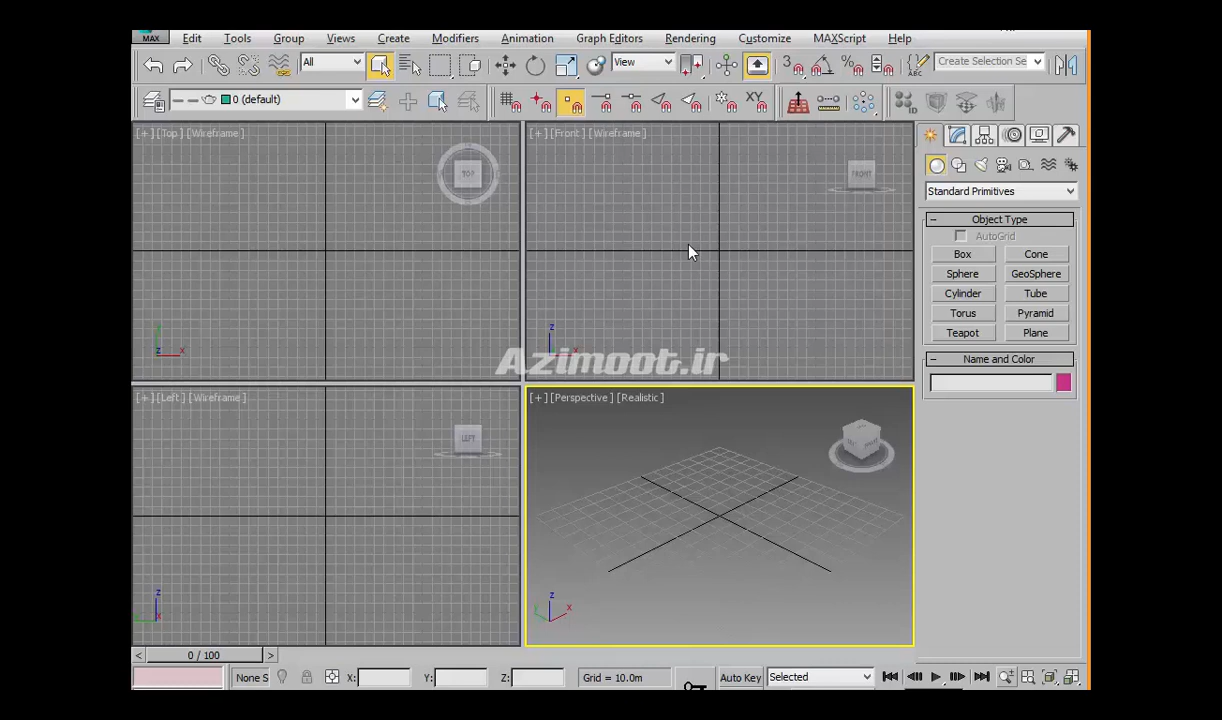 MAX Edit Tools Group Views Create Modifiers Animation Graph Editors Rendering Customize MAXScript Help
All View 3 % Create Selection Se
0 (default) XY
[+] [Top] [Wireframe] [+] [Front] [Wireframe]
TOP FRONT
Standard Primitives
Object Type
AutoGrid
Box Cone
Sphere GeoSphere
Cylinder Tube
Torus Pyramid
Teapot Plane
Name and Color
y z x z x
Azimoot.ir
[+] [Left] [Wireframe] [+] [Perspective] [Realistic]
LEFT
z z x
< 0 / 100 >
None S X: Y: Z: Grid = 10.0m Auto Key Selected